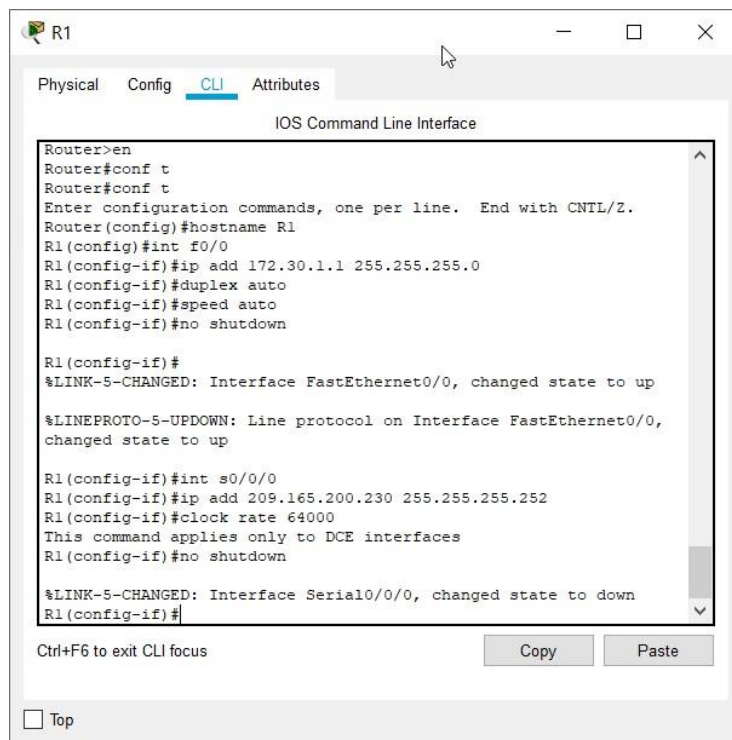 R1
Physical Config CLI Attributes
IOS Command Line Interface
Router>en
Router#conf t
Router#conf t
Enter configuration commands, one per line. End with CNTL/Z.
Router(config)#hostname R1
R1(config)#int f0/0
R1(config-if)#ip add 172.30.1.1 255.255.255.0
R1(config-if)#duplex auto
R1(config-if)#speed auto
R1(config-if)#no shutdown
R1(config-if)#
%LINK-5-CHANGED: Interface FastEthernet0/0, changed state to up
%LINEPROTO-5-UPDOWN: Line protocol on Interface FastEthernet0/0,
changed state to up
R1(config-if)#int s0/0/0
R1(config-if)#ip add 209.165.200.230 255.255.255.252
R1(config-if)#clock rate 64000
This command applies only to DCE interfaces
R1(config-if)#no shutdown
%LINK-5-CHANGED: Interface Serial0/0/0, changed state to down
R1(config-if)#
Ctrl+F6 to exit CLI focus Copy Paste
Top